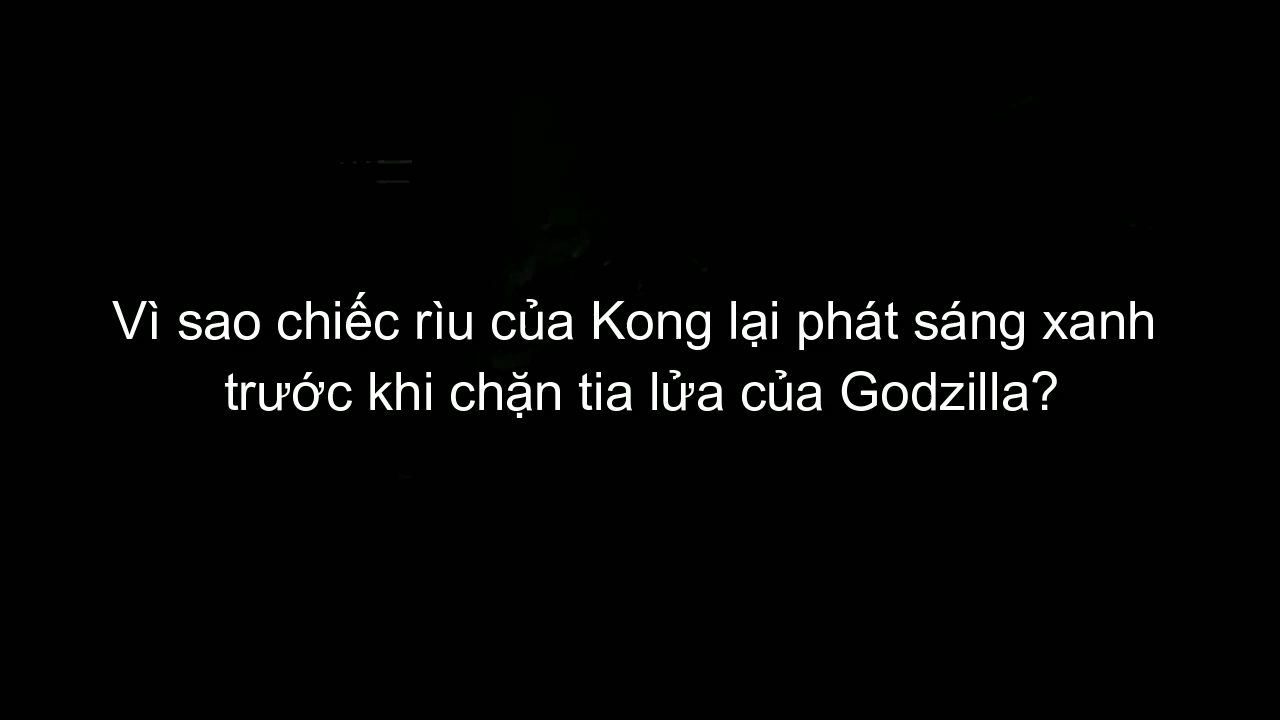 Vì sao chiếc rìu của Kong lại phát sáng xanh
trước khi chặn tia lửa của Godzilla?